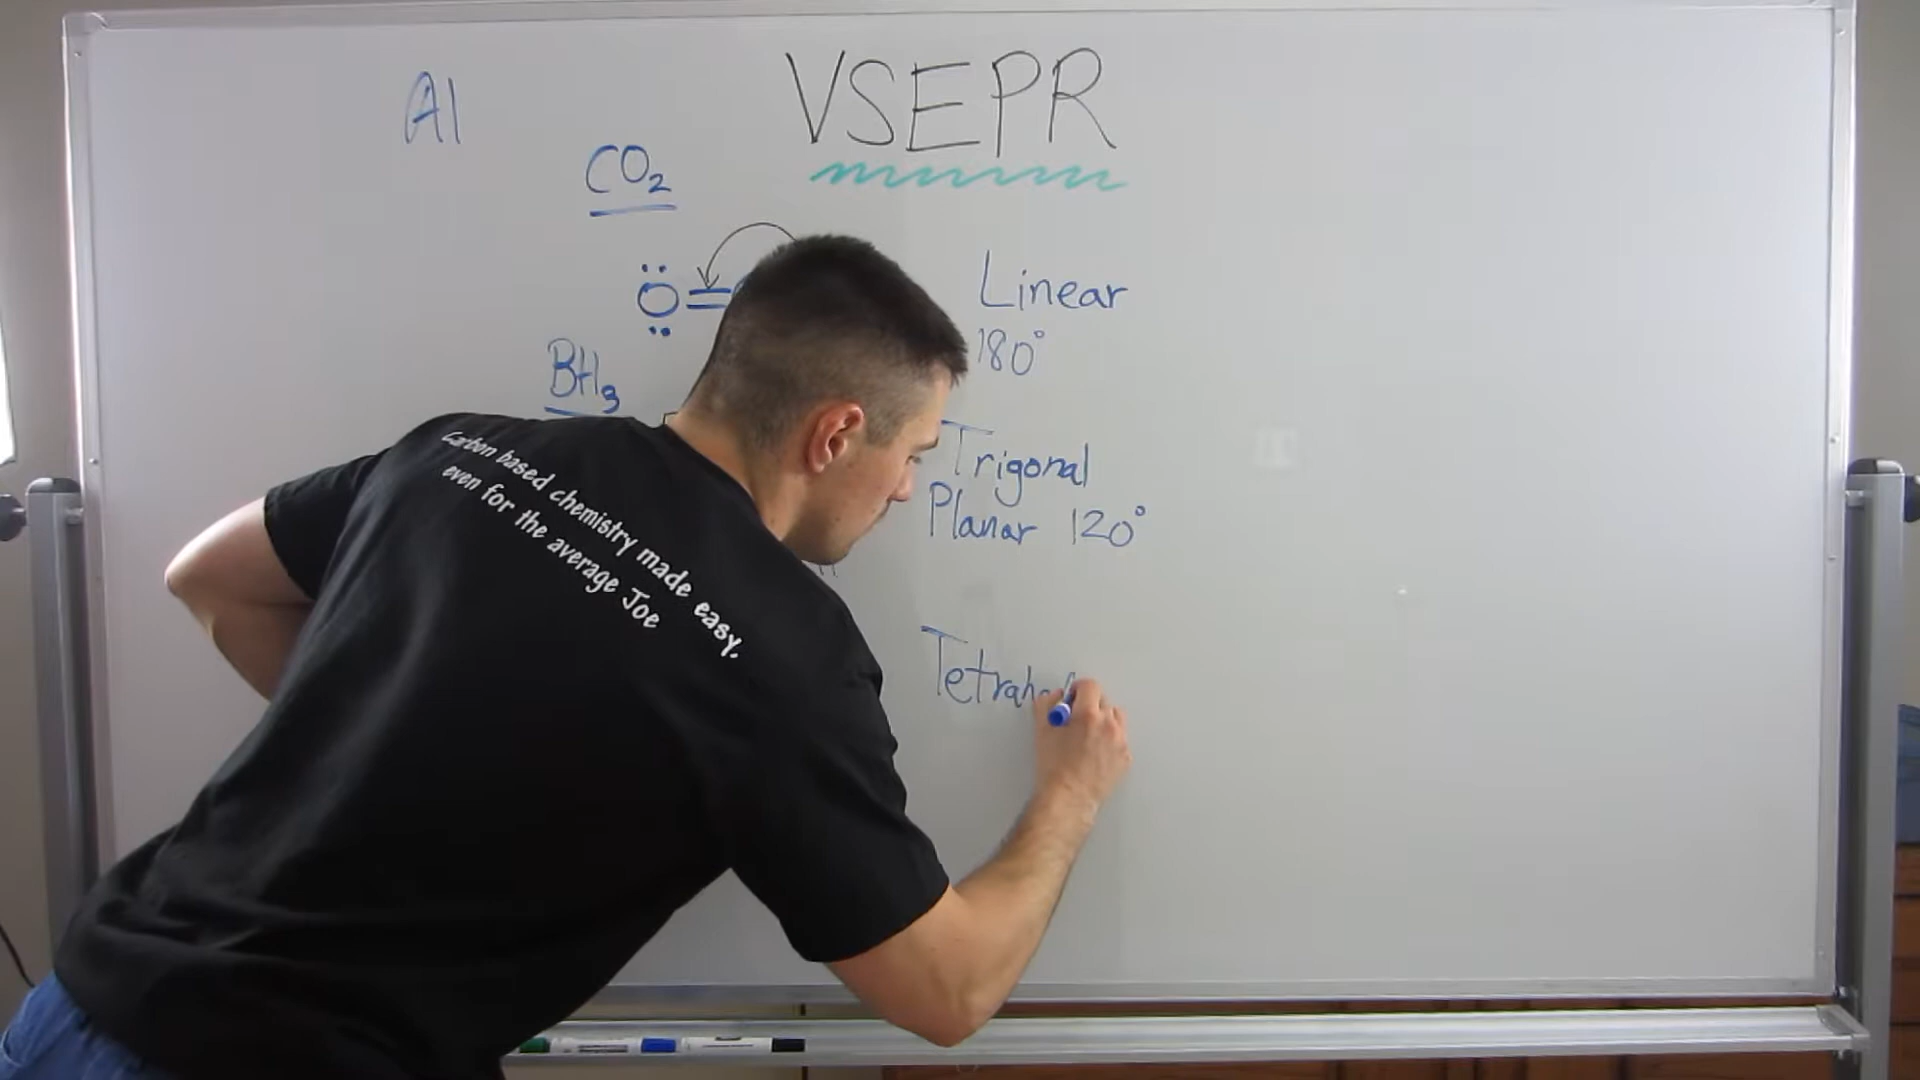 VSEPR
Al
CO₂
Ö =
Linear
180°
BH₃
Trigonal
Planar 120°
Carbon based chemistry made easy,
even for the average Joe